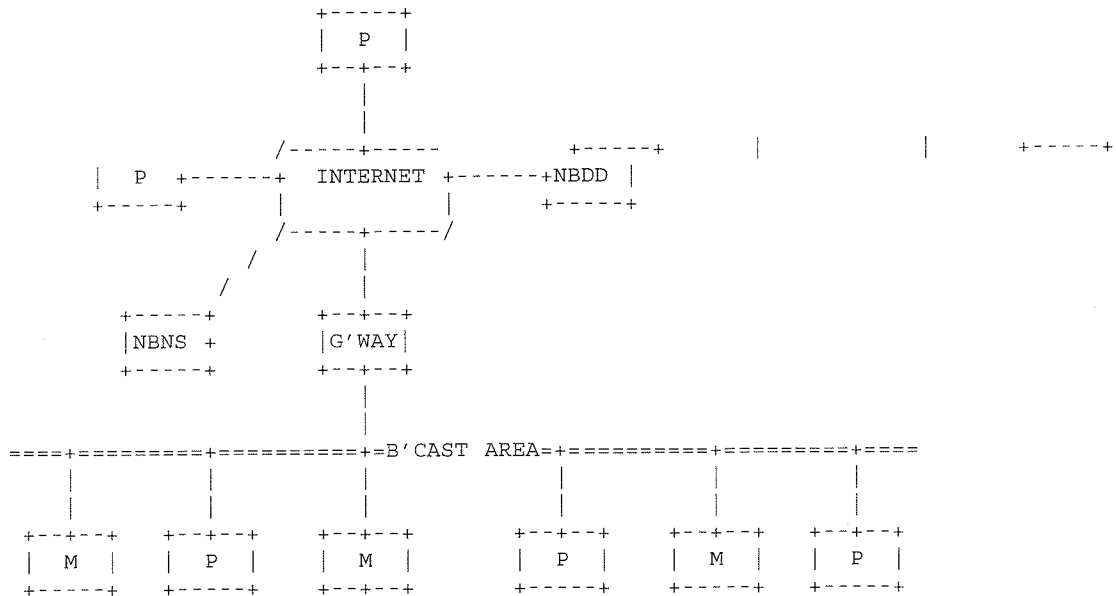 P
P INTERNET NBDD
NBNS G'WAY
B'CAST AREA
M P M P M P